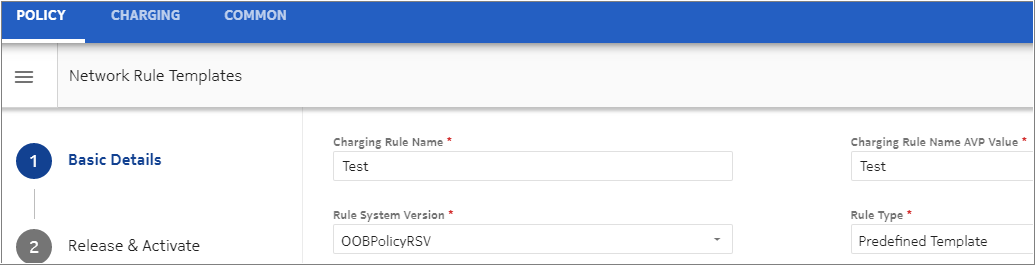 POLICY CHARGING COMMON
Network Rule Templates
1 Basic Details
Charging Rule Name * Charging Rule Name AVP Value *
Test Test
Rule System Version * Rule Type *
2 Release & Activate
OOBPolicyRSV Predefined Template